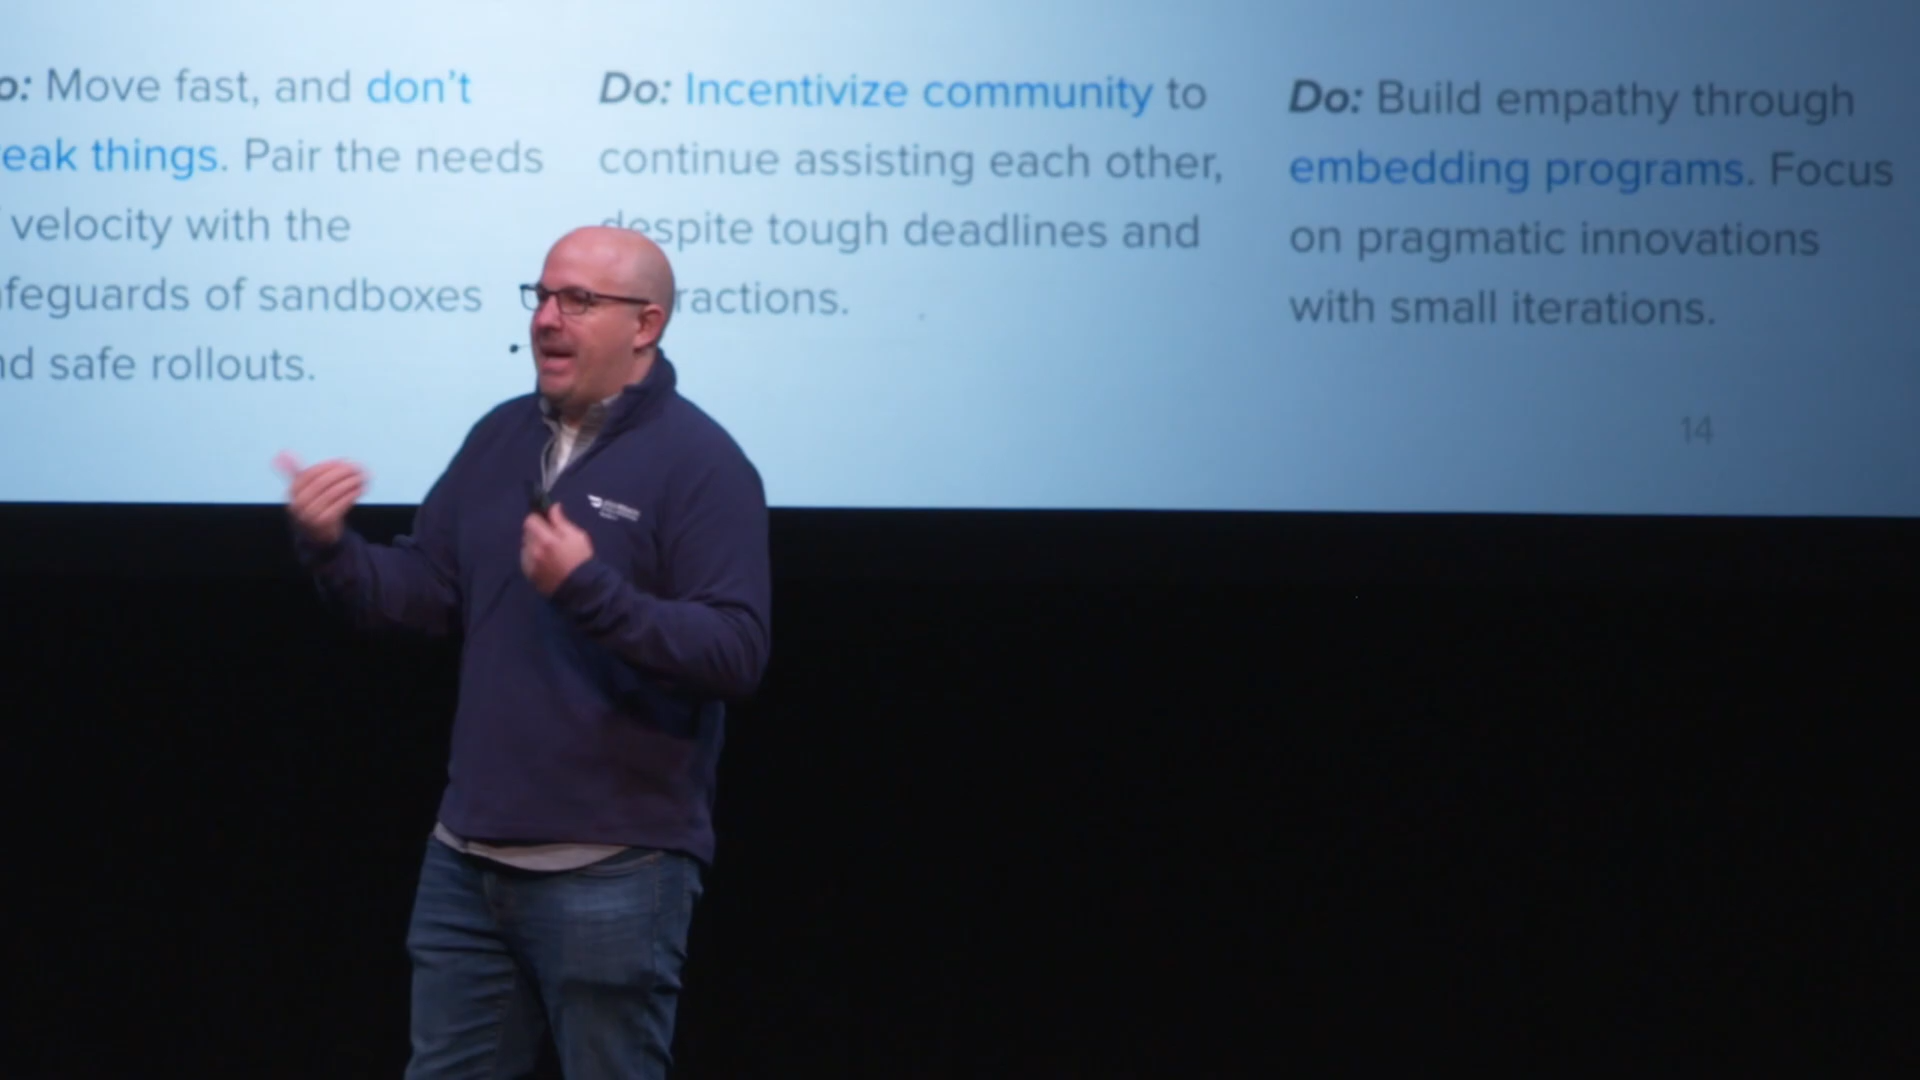 o: Move fast, and don't
eak things. Pair the needs
velocity with the
feguards of sandboxes
nd safe rollouts.
Do: Incentivize community to
continue assisting each other,
despite tough deadlines and
ractions.
Do: Build empathy through
embedding programs. Focus
on pragmatic innovations
with small iterations.
14